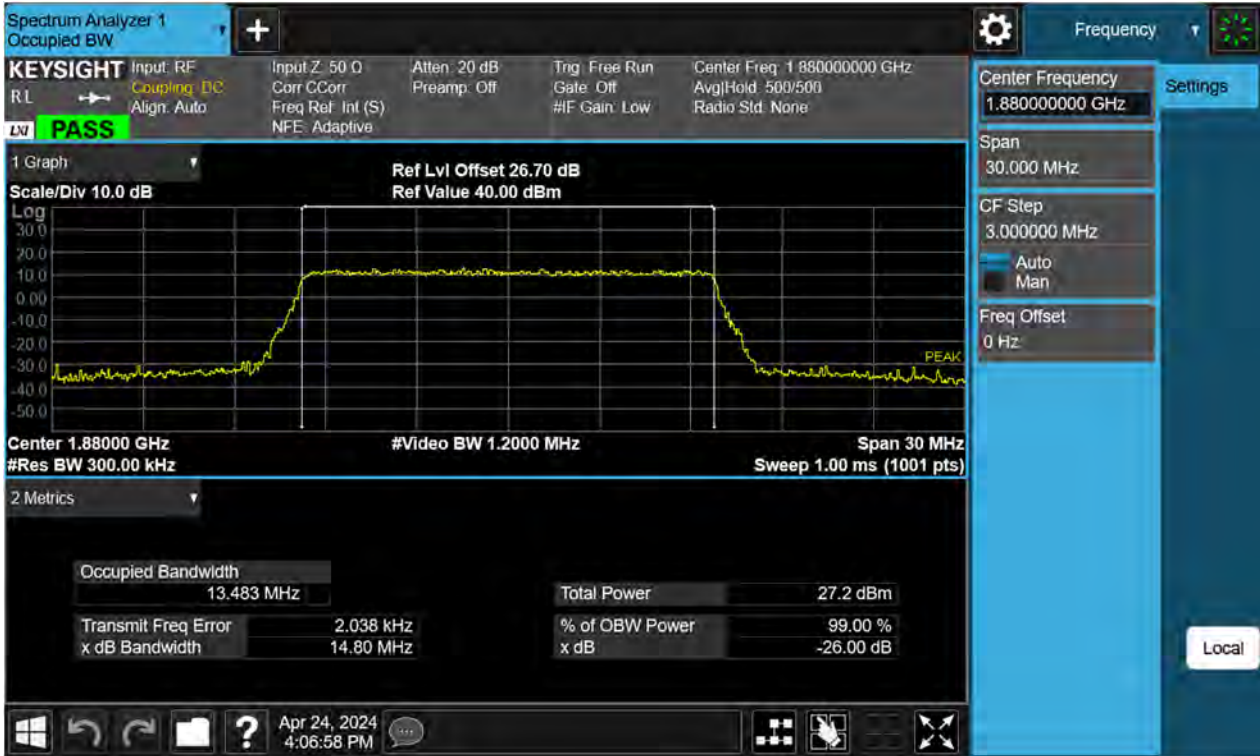 Spectrum Analyzer 1
Occupied BW
+
Frequency
KEYSIGHT
R L
LXI
PASS
Input: RF
Coupling: DC
Align: Auto
Input Z: 50 Ω
Corr CCorr
Freq Ref: Int (S)
NFE: Adaptive
Atten: 20 dB
Preamp: Off
Trig: Free Run
Gate: Off
#IF Gain: Low
Center Freq: 1.880000000 GHz
Avg|Hold: 500/500
Radio Std: None
1 Graph
Scale/Div 10.0 dB
Ref Lvl Offset 26.70 dB
Ref Value 40.00 dBm
Log
30.0
20.0
10.0
0.00
-10.0
-20.0
-30.0
-40.0
-50.0
PEAK
Center 1.88000 GHz
#Video BW 1.2000 MHz
Span 30 MHz
#Res BW 300.00 kHz
Sweep 1.00 ms (1001 pts)
2 Metrics
Occupied Bandwidth
13.483 MHz
Total Power 27.2 dBm
Transmit Freq Error 2.038 kHz
% of OBW Power 99.00 %
x dB Bandwidth 14.80 MHz
x dB -26.00 dB
Center Frequency
1.880000000 GHz
Settings
Span
30.000 MHz
CF Step
3.000000 MHz
Auto
Man
Freq Offset
0 Hz
Local
?
Apr 24, 2024
4:06:58 PM